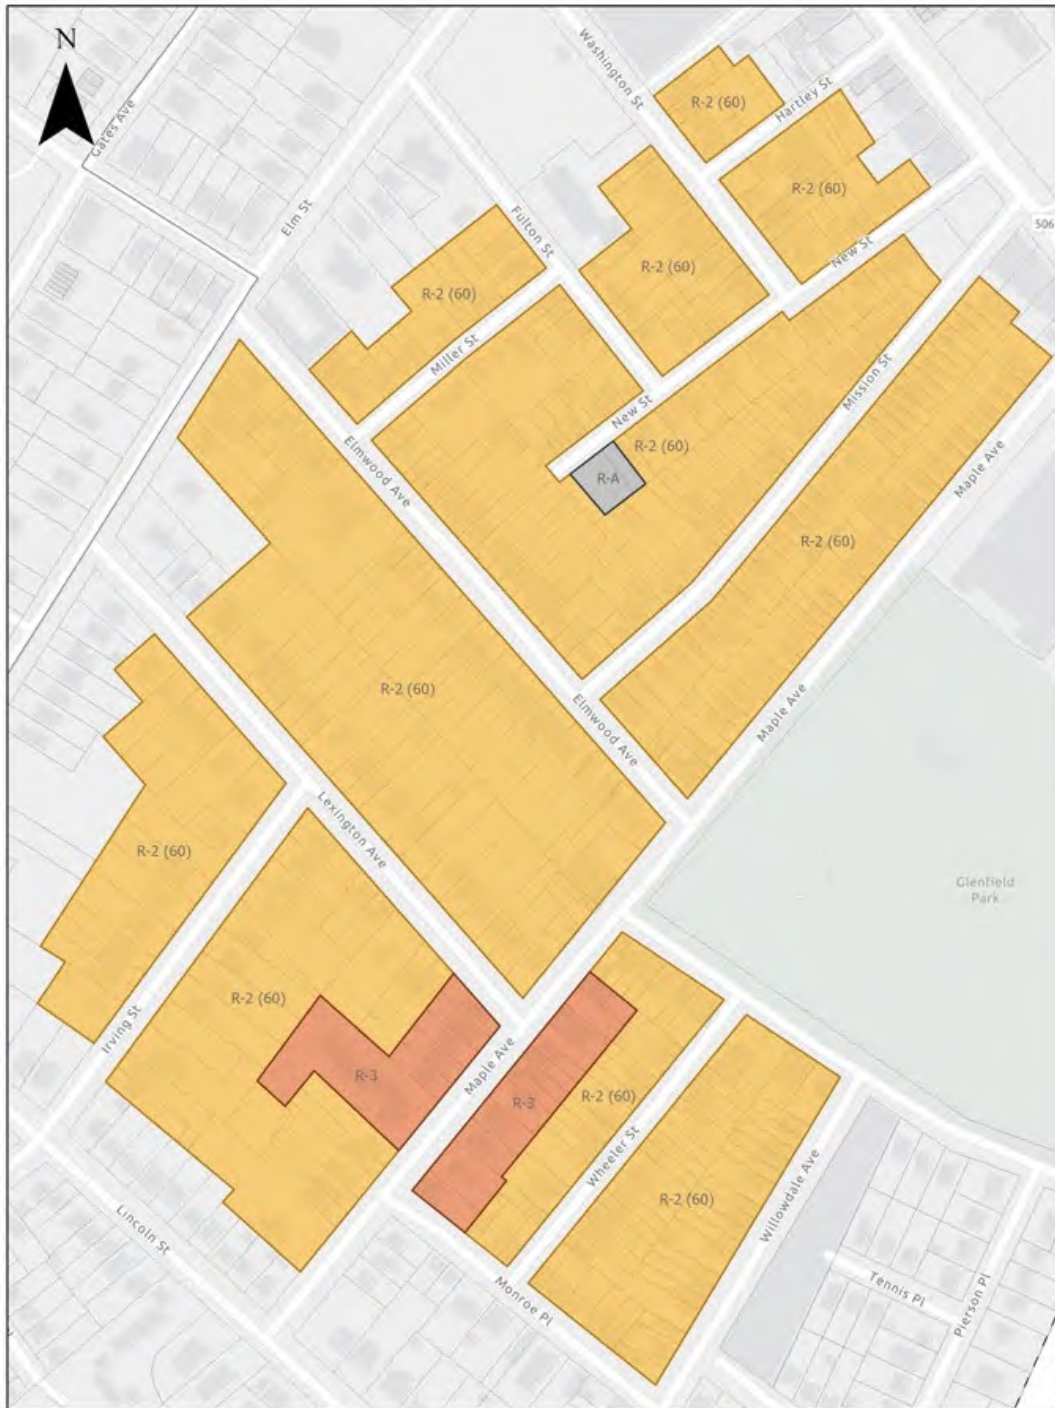 N
Gates Ave
Washington St
R-2 (60)
Hartley St
Elm St
R-2 (60)
Fulton St
506
New St
R-2 (60)
R-2 (60)
Miller St
Mission St
New St
Elmwood Ave
R-2 (60)
Maple Ave
R-A
R-2 (60)
R-2 (60)
Maple Ave
Elmwood Ave
Lexington Ave
R-2 (60)
Glenfield
Park
R-2 (60)
Irving St
Maple Ave
R-3
R-3
R-2 (60)
Wheeler St
R-2 (60)
Willowdale Ave
Lincoln St
Monroe Pl
Tennis Pl
Pierson Pl